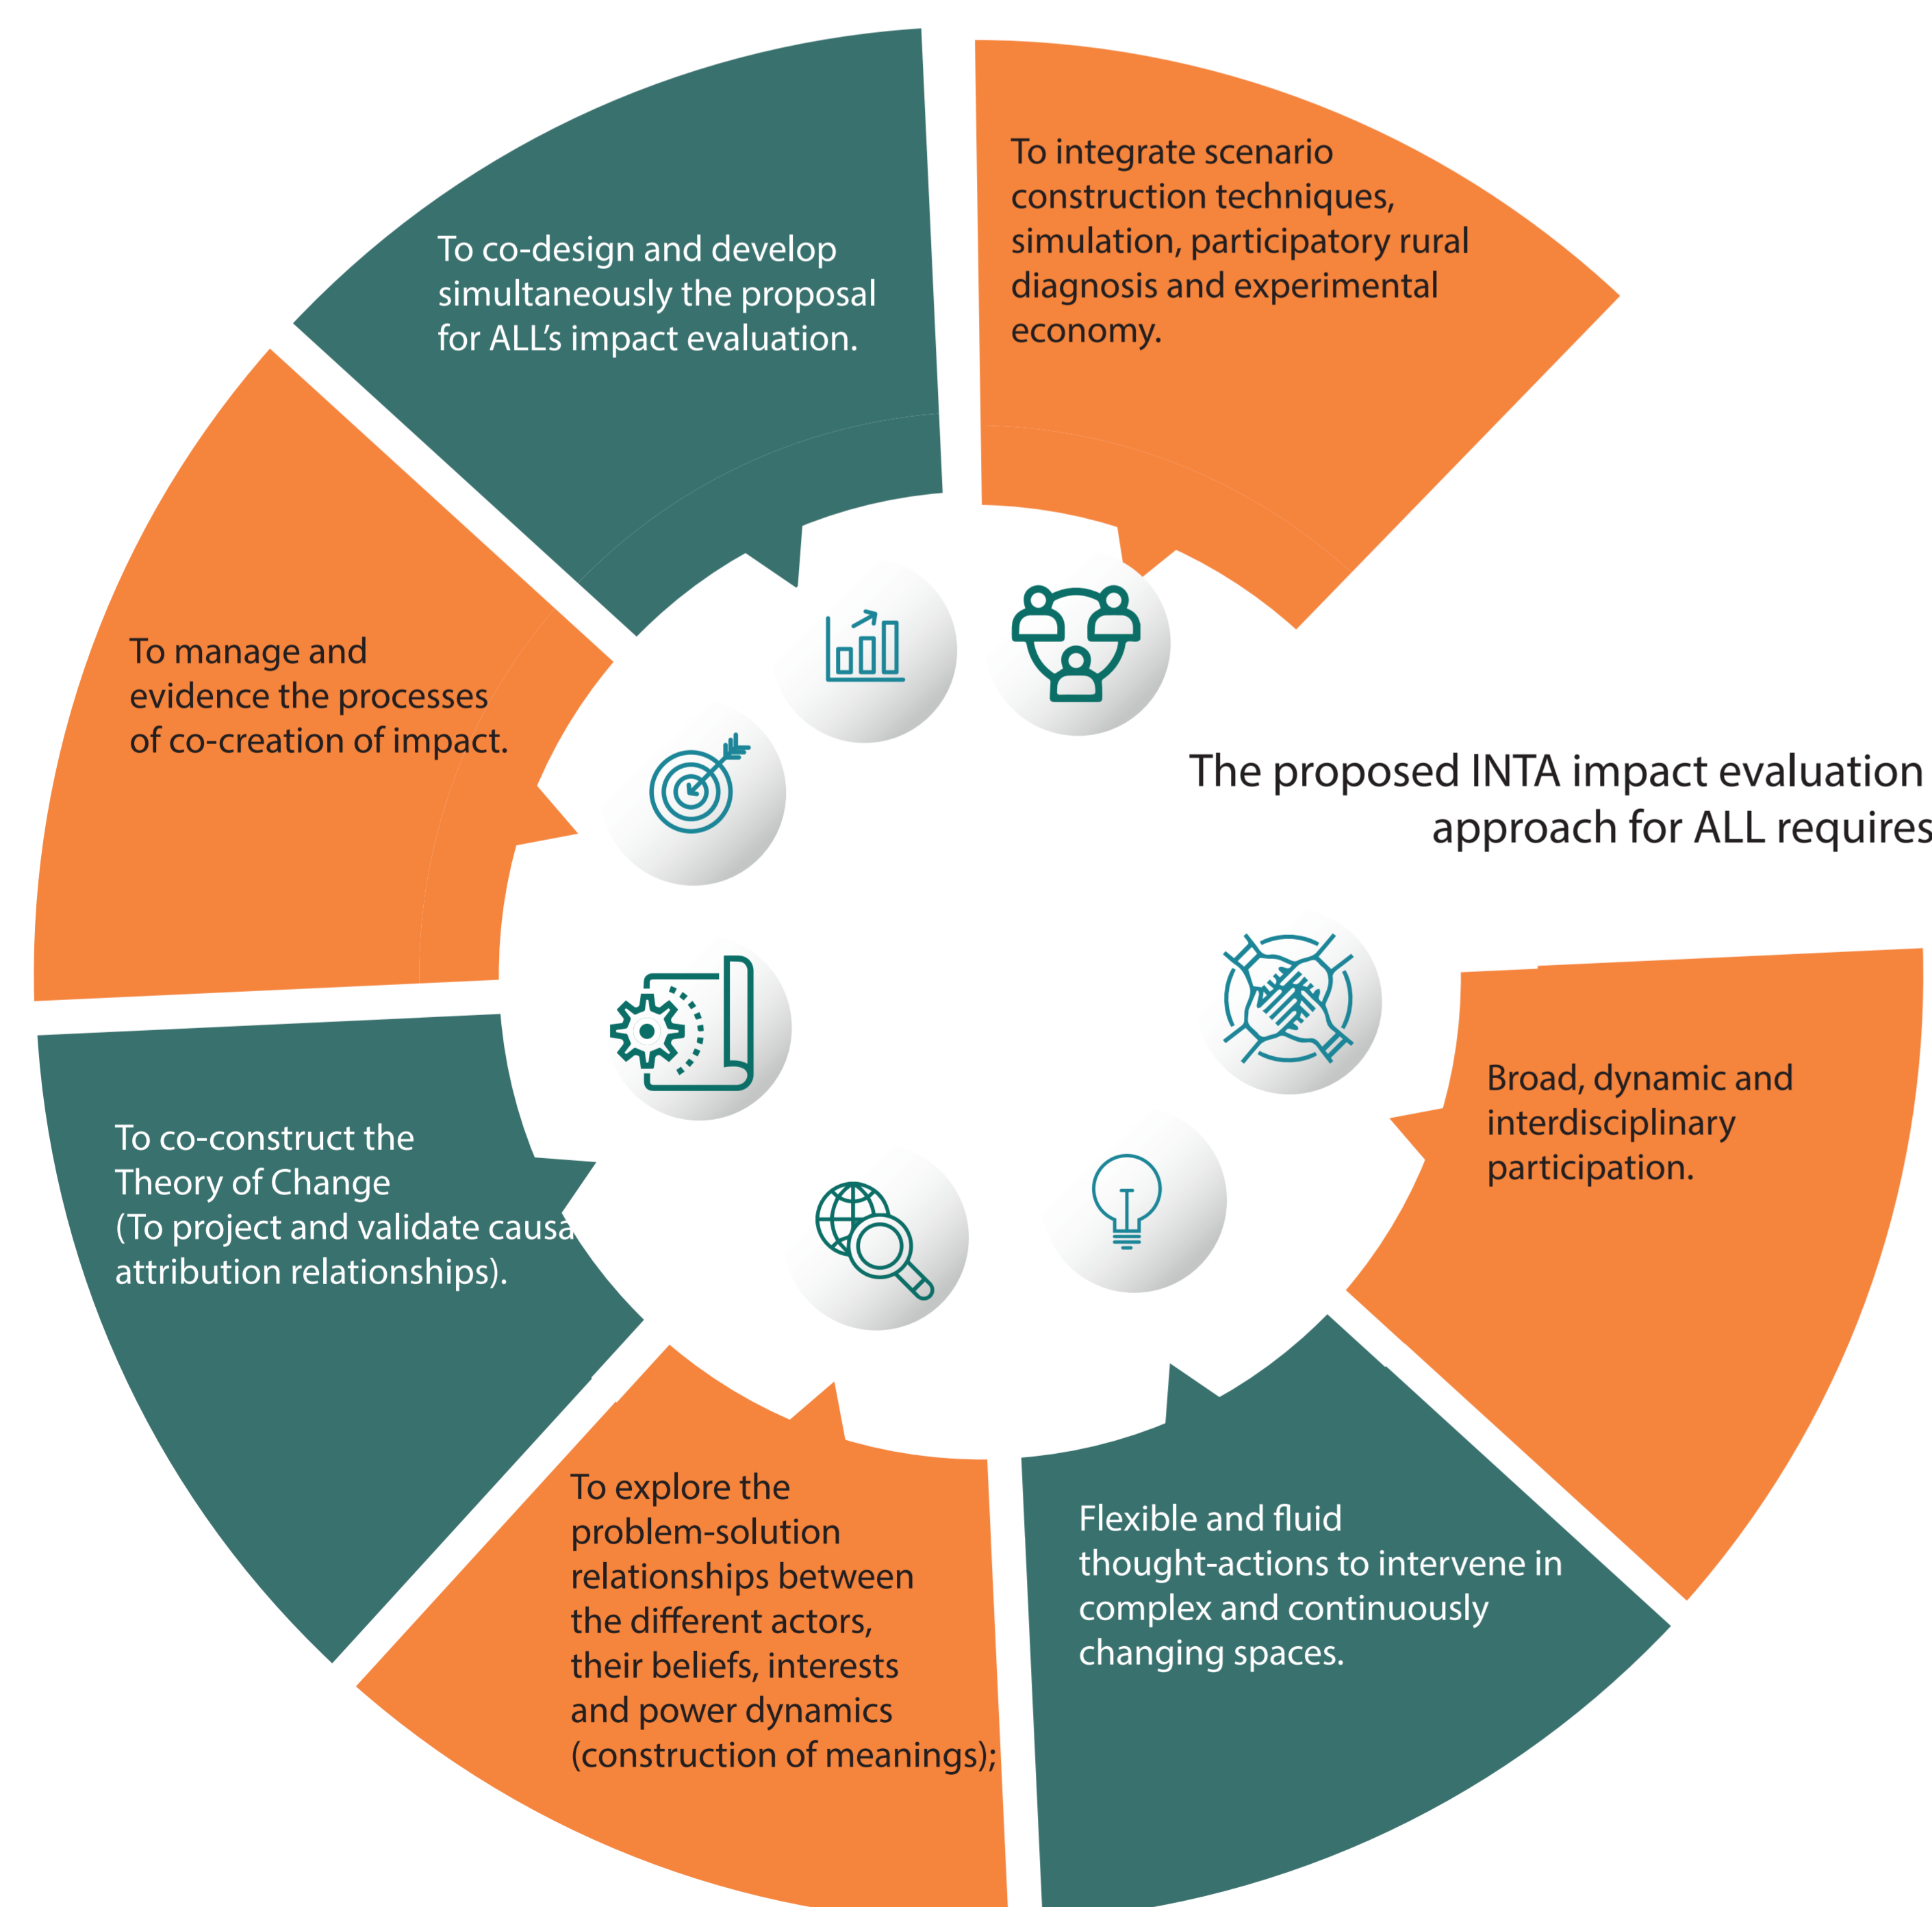 The proposed INTA impact evaluation
approach for ALL requires
Broad, dynamic and
interdisciplinary
participation.
Flexible and fluid
thought-actions to intervene in
complex and continuously
changing spaces.
To explore the
problem-solution
relationships between
the different actors,
their beliefs, interests
and power dynamics
(construction of meanings);
To co-construct the
Theory of Change
(To project and validate causa
attribution relationships).
To manage and
evidence the processes
of co-creation of impact.
To co-design and develop
simultaneously the proposal
for ALL's impact evaluation.
To integrate scenario
construction techniques,
simulation, participatory rural
diagnosis and experimental
economy.